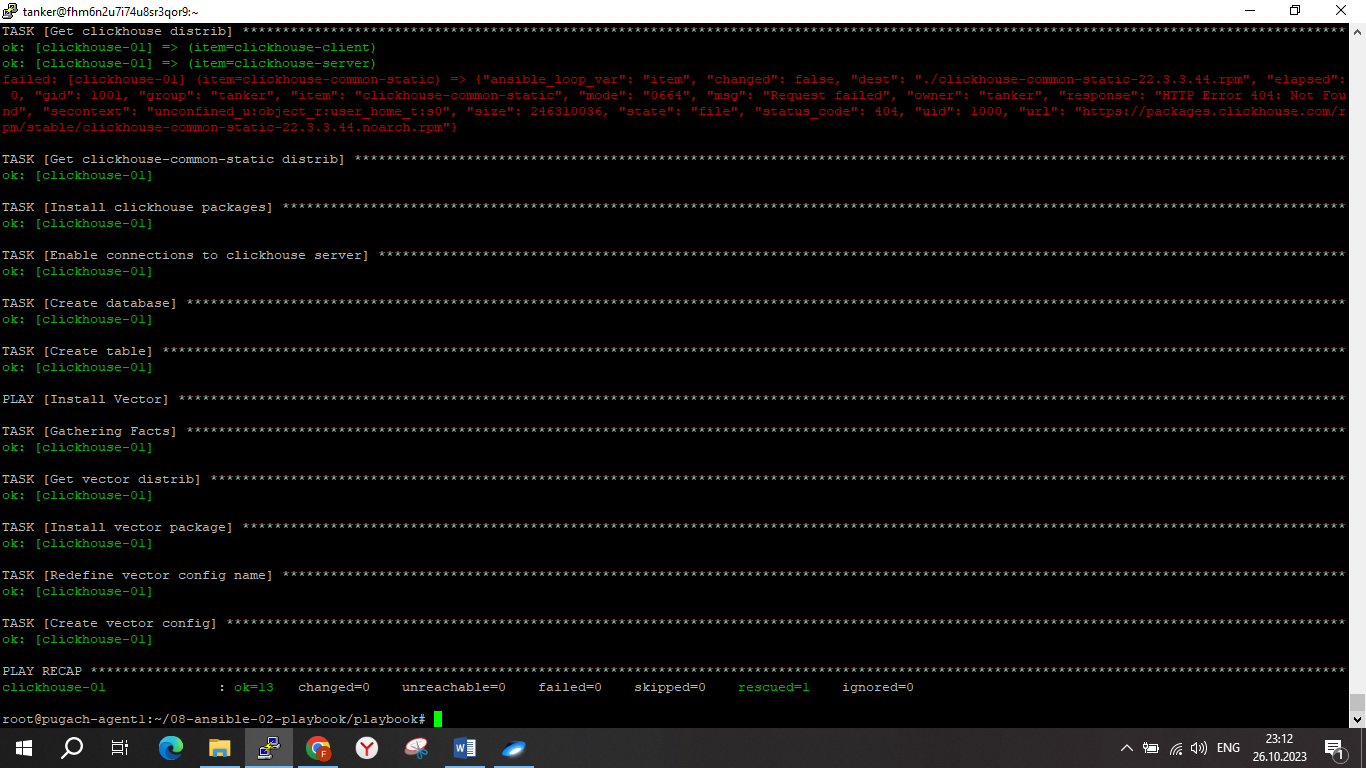 tanker@fhm6n2u7i74u8sr3qor9:~
TASK [Get clickhouse distrib] ******************************************************************************************************************************************
ok: [clickhouse-01] => (item=clickhouse-client)
ok: [clickhouse-01] => (item=clickhouse-server)
failed: [clickhouse-01] (item=clickhouse-common-static) => {"ansible_loop_var": "item", "changed": false, "dest": "./clickhouse-common-static-22.3.3.44.rpm", "elapsed":
 0, "gid": 1001, "group": "tanker", "item": "clickhouse-common-static", "mode": "0664", "msg": "Request failed", "owner": "tanker", "response": "HTTP Error 404: Not Fou
nd", "secontext": "unconfined_u:object_r:user_home_t:s0", "size": 246310036, "state": "file", "status_code": 404, "uid": 1000, "url": "https://packages.clickhouse.com/r
pm/stable/clickhouse-common-static-22.3.3.44.noarch.rpm"}
TASK [Get clickhouse-common-static distrib] ****************************************************************************************************************************
ok: [clickhouse-01]
TASK [Install clickhouse packages] *************************************************************************************************************************************
ok: [clickhouse-01]
TASK [Enable connections to clickhouse server] *************************************************************************************************************************
ok: [clickhouse-01]
TASK [Create database] *************************************************************************************************************************************************
ok: [clickhouse-01]
TASK [Create table] ****************************************************************************************************************************************************
ok: [clickhouse-01]
PLAY [Install Vector] **************************************************************************************************************************************************
TASK [Gathering Facts] *************************************************************************************************************************************************
ok: [clickhouse-01]
TASK [Get vector distrib] **********************************************************************************************************************************************
ok: [clickhouse-01]
TASK [Install vector package] ******************************************************************************************************************************************
ok: [clickhouse-01]
TASK [Redefine vector config name] *************************************************************************************************************************************
ok: [clickhouse-01]
TASK [Create vector config] ********************************************************************************************************************************************
ok: [clickhouse-01]
PLAY RECAP *************************************************************************************************************************************************************
clickhouse-01              : ok=13   changed=0    unreachable=0    failed=0    skipped=0    rescued=1    ignored=0
root@pugach-agent1:~/08-ansible-02-playbook/playbook#
ENG
23:12
26.10.2023
1